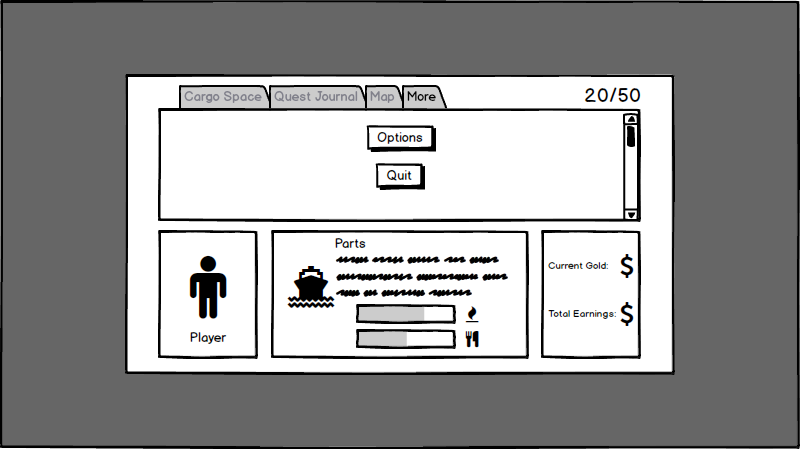 Cargo Space Quest Journal Map More 20/50
Options
Quit
Player
Parts
Current Gold: $
Total Earnings: $